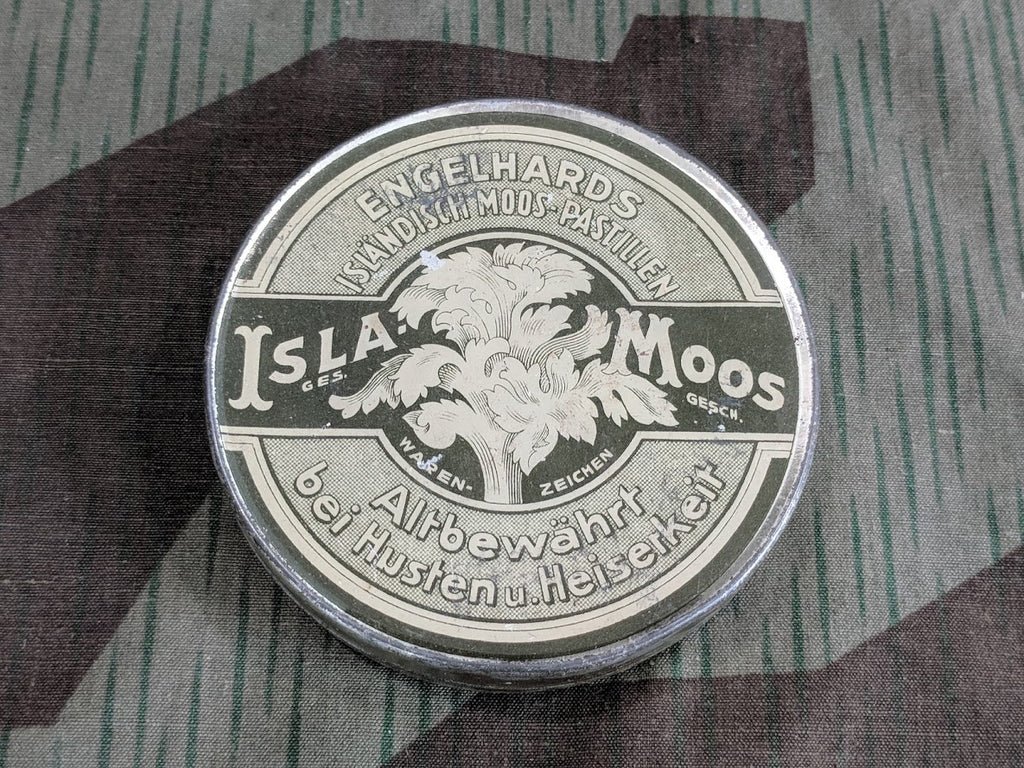 ENGELHARDS
ISLÄNDISCH MOOS-PASTILLEN
ISLA-MOOS
GES. GESCH.
WAREN-ZEICHEN
Altbewährt
bei Husten u. Heiserkeit